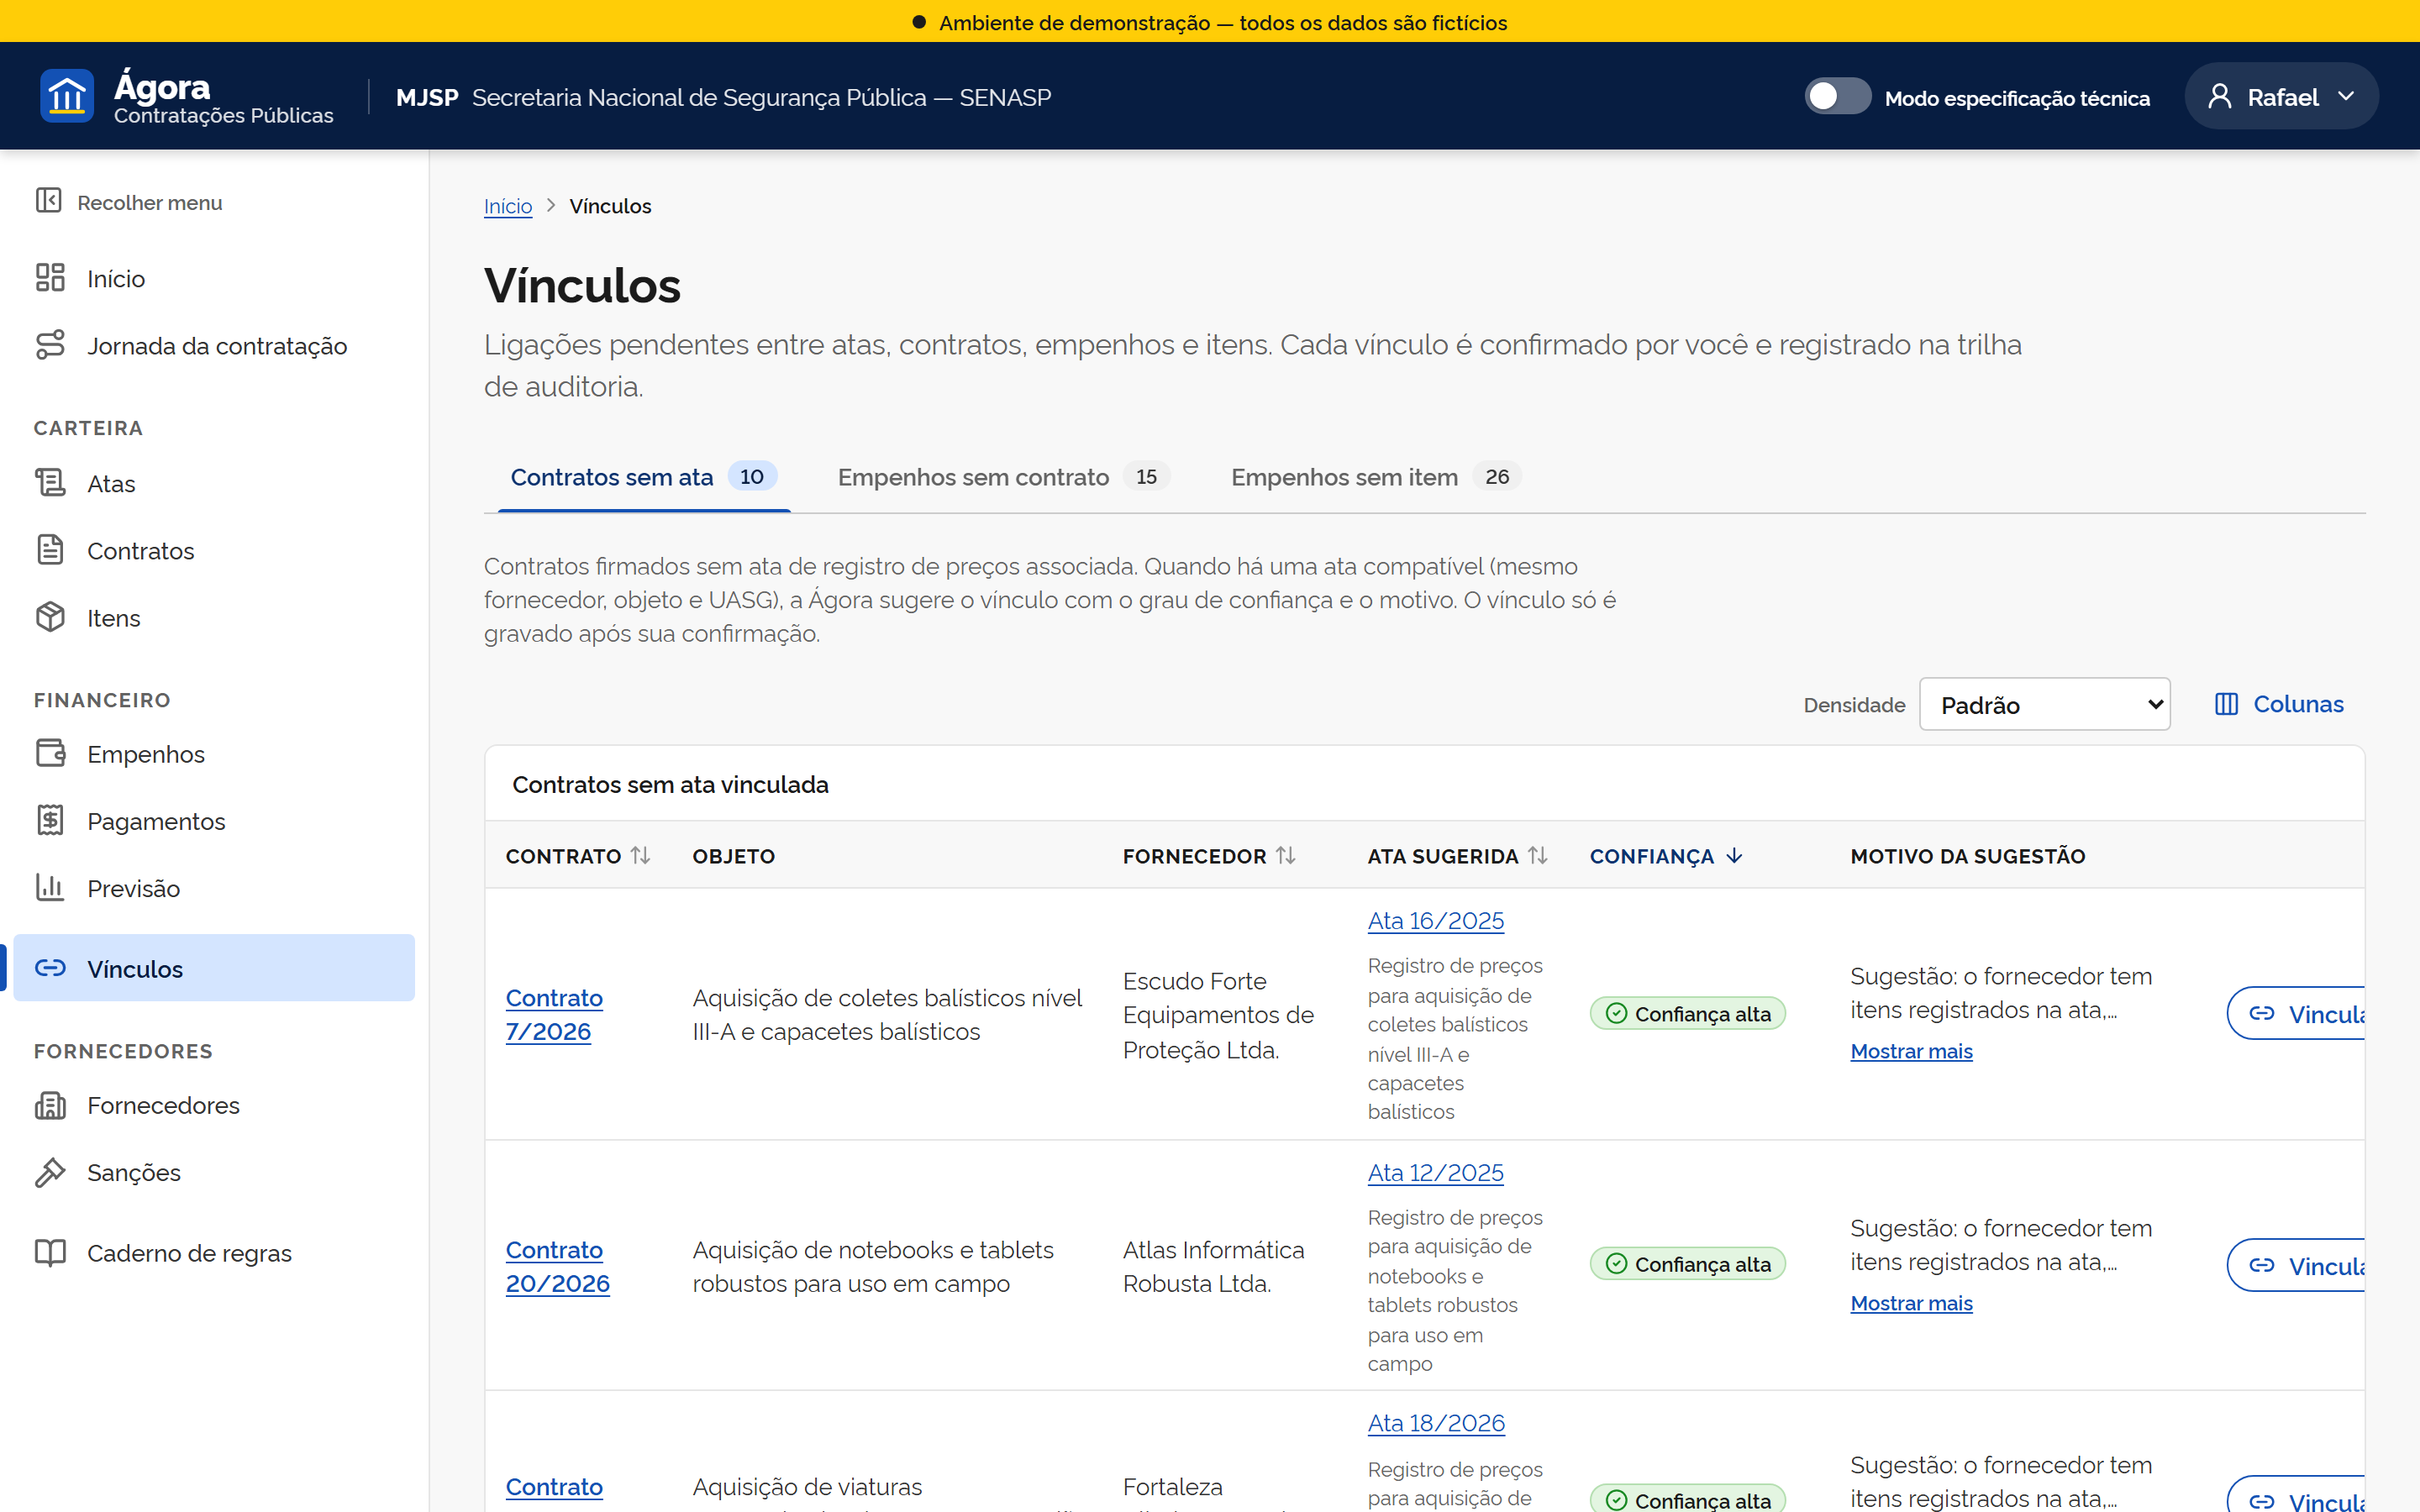 Ambiente de demonstração — todos os dados são fictícios
Ágora
Contratações Públicas
MJSP Secretaria Nacional de Segurança Pública — SENASP
Modo especificação técnica
Rafael
Recolher menu
Início
Jornada da contratação
CARTEIRA
Atas
Contratos
Itens
FINANCEIRO
Empenhos
Pagamentos
Previsão
Vínculos
FORNECEDORES
Fornecedores
Sanções
Caderno de regras
Início > Vínculos
Vínculos
Ligações pendentes entre atas, contratos, empenhos e itens. Cada vínculo é confirmado por você e registrado na trilha
de auditoria.
Contratos sem ata 10 Empenhos sem contrato 15 Empenhos sem item 26
Contratos firmados sem ata de registro de preços associada. Quando há uma ata compatível (mesmo
fornecedor, objeto e UASG), a Ágora sugere o vínculo com o grau de confiança e o motivo. O vínculo só é
gravado após sua confirmação.
Densidade Padrão Colunas
Contratos sem ata vinculada
CONTRATO OBJETO FORNECEDOR ATA SUGERIDA CONFIANÇA MOTIVO DA SUGESTÃO
Contrato
7/2026
Aquisição de coletes balísticos nível
III-A e capacetes balísticos
Escudo Forte
Equipamentos de
Proteção Ltda.
Ata 16/2025
Registro de preços
para aquisição de
coletes balísticos
nível III-A e
capacetes
balísticos
Confiança alta
Sugestão: o fornecedor tem
itens registrados na ata,...
Mostrar mais
Contrato
20/2026
Aquisição de notebooks e tablets
robustos para uso em campo
Atlas Informática
Robusta Ltda.
Ata 12/2025
Registro de preços
para aquisição de
notebooks e
tablets robustos
para uso em
campo
Confiança alta
Sugestão: o fornecedor tem
itens registrados na ata,...
Mostrar mais
Contrato
Aquisição de viaturas
Fortaleza
Ata 18/2026
Registro de preços
para aquisição de
Confiança alta
Sugestão: o fornecedor tem
itens registrados na ata,...